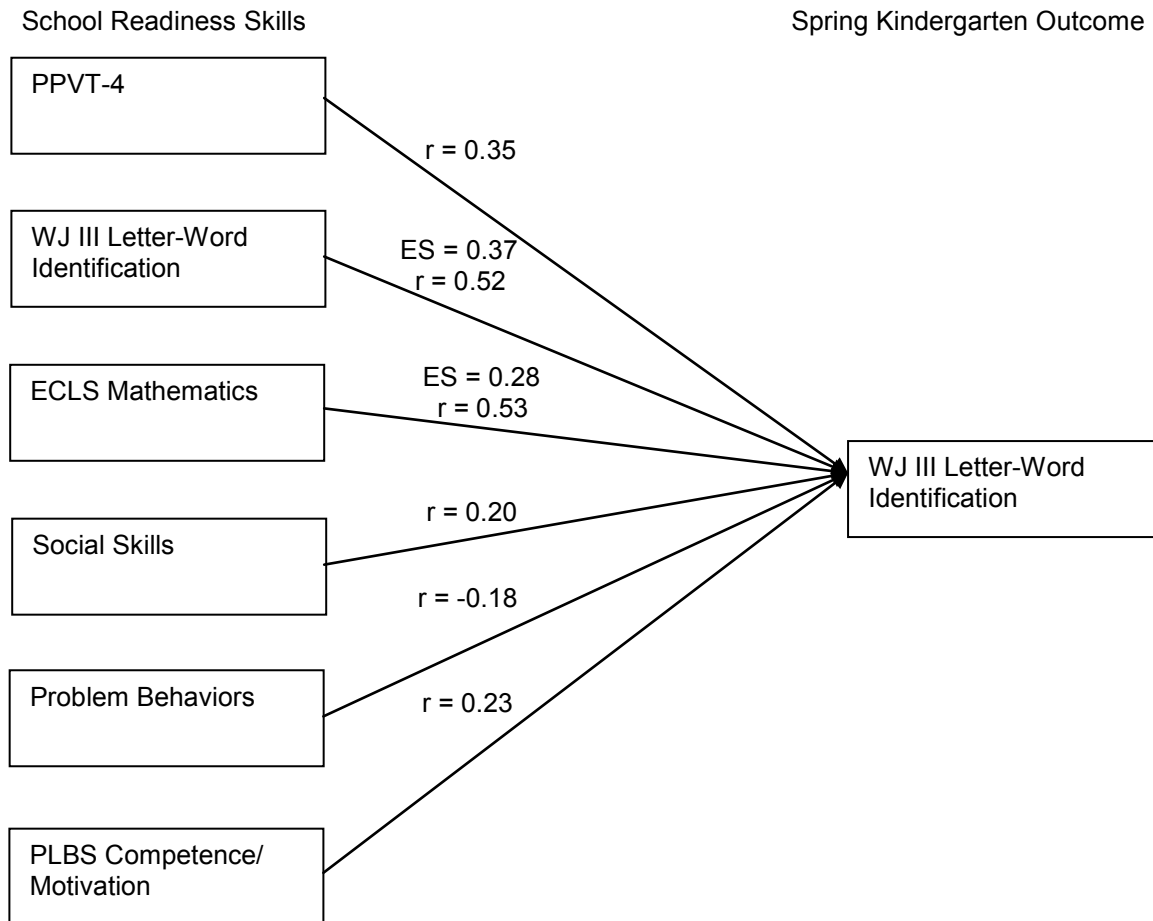 School Readiness Skills
Spring Kindergarten Outcome
PPVT-4
r = 0.35
WJ III Letter-Word
Identification
ES = 0.37
r = 0.52
ECLS Mathematics
ES = 0.28
r = 0.53
WJ III Letter-Word
Identification
Social Skills
r = 0.20
Problem Behaviors
r = -0.18
r = 0.23
PLBS Competence/
Motivation